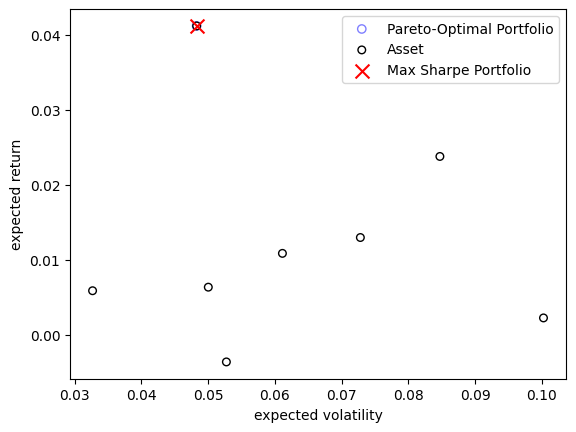 Pareto-Optimal Portfolio
Asset
Max Sharpe Portfolio
expected return
0.04
0.03
0.02
0.01
0.00
0.03 0.04 0.05 0.06 0.07 0.08 0.09 0.10
expected volatility